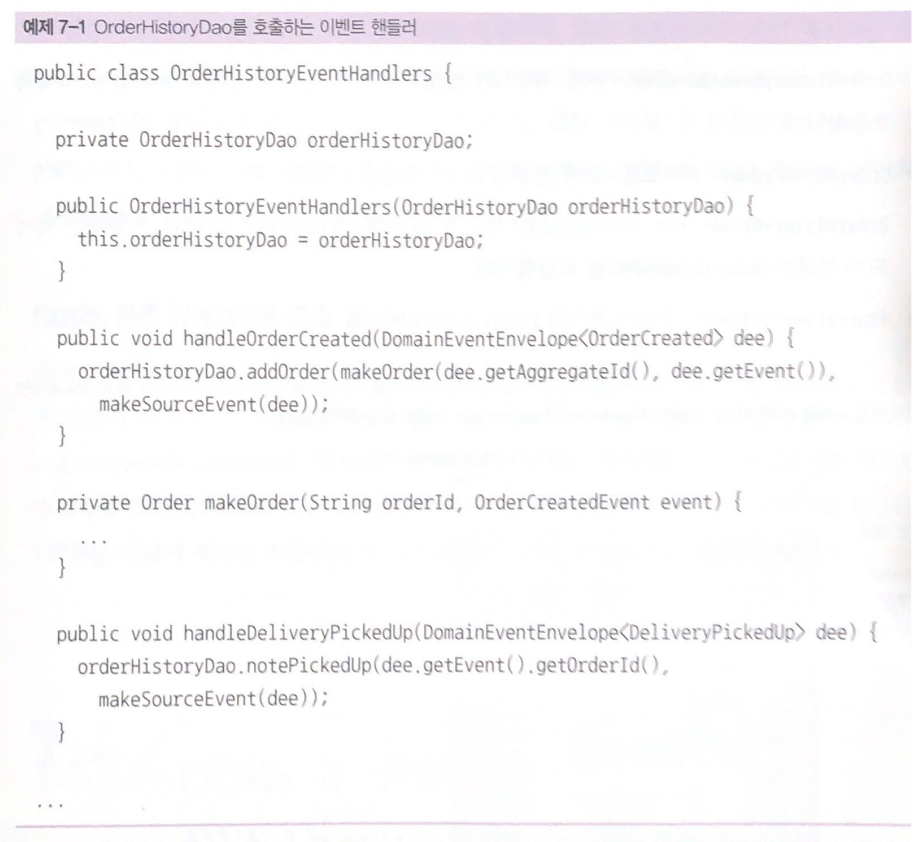 예제 7-1 OrderHistoryDao를 호출하는 이벤트 핸들러
public class OrderHistoryEventHandlers {
private OrderHistoryDao orderHistoryDao;
public OrderHistoryEventHandlers(OrderHistoryDao orderHistoryDao) {
this.orderHistoryDao = orderHistoryDao;
}
public void handleOrderCreated(DomainEventEnvelope<OrderCreated> dee) {
orderHistoryDao.addOrder(makeOrder(dee.getAggregateId(), dee.getEvent()),
makeSourceEvent(dee));
}
private Order makeOrder(String orderId, OrderCreatedEvent event) {
...
}
public void handleDeliveryPickedUp(DomainEventEnvelope<DeliveryPickedUp> dee) {
orderHistoryDao.notePickedUp(dee.getEvent().getOrderId(),
makeSourceEvent(dee));
}
...